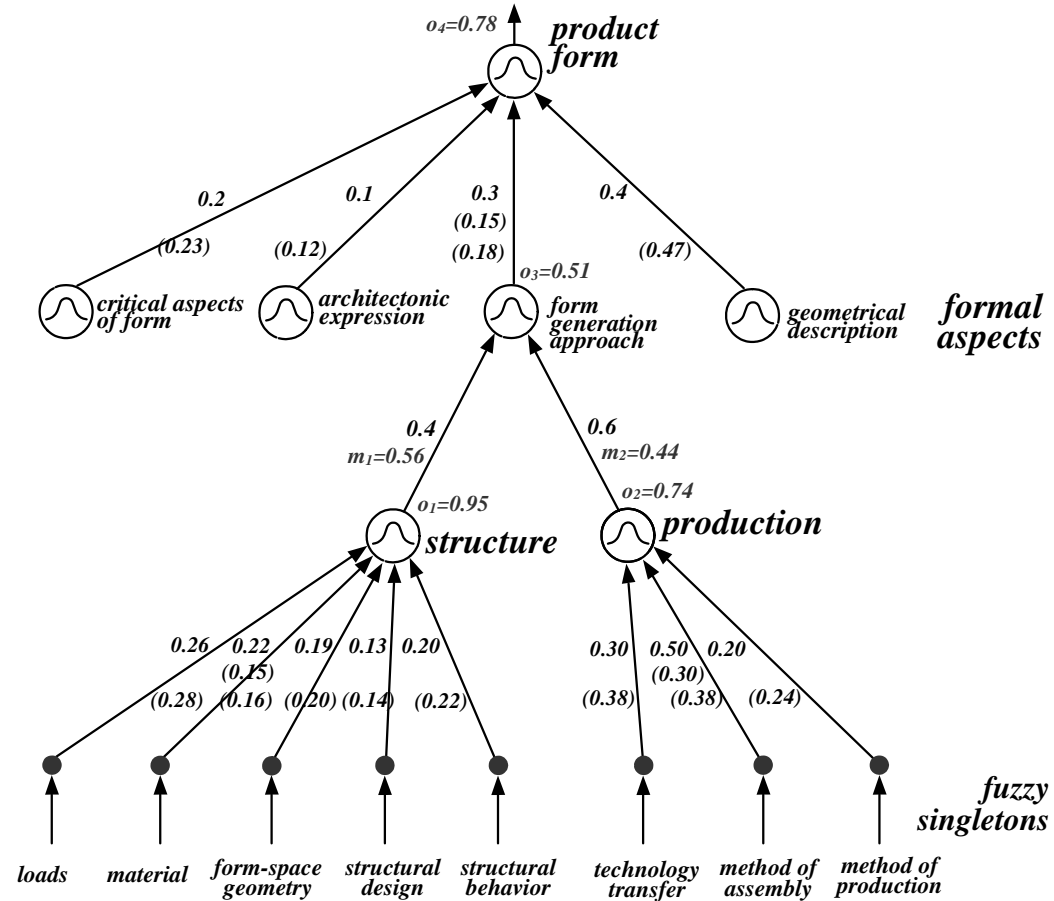 o₄=0.78
product
form
0.2
0.1
0.3
0.4
(0.15)
(0.23)
(0.12)
(0.18)
(0.47)
o₃=0.51
critical aspects
of form
architectonic
expression
form
generation
approach
geometrical
description
formal
aspects
0.4
0.6
m₁=0.56
m₂=0.44
o₁=0.95
o₂=0.74
structure
production
0.26
0.22
0.19
0.13
0.20
0.30
0.50
0.20
(0.15)
(0.30)
(0.28)
(0.16)
(0.20)
(0.14)
(0.22)
(0.38)
(0.38)
(0.24)
fuzzy
singletons
loads
material
form-space
geometry
structural
design
structural
behavior
technology
transfer
method of
assembly
method of
production